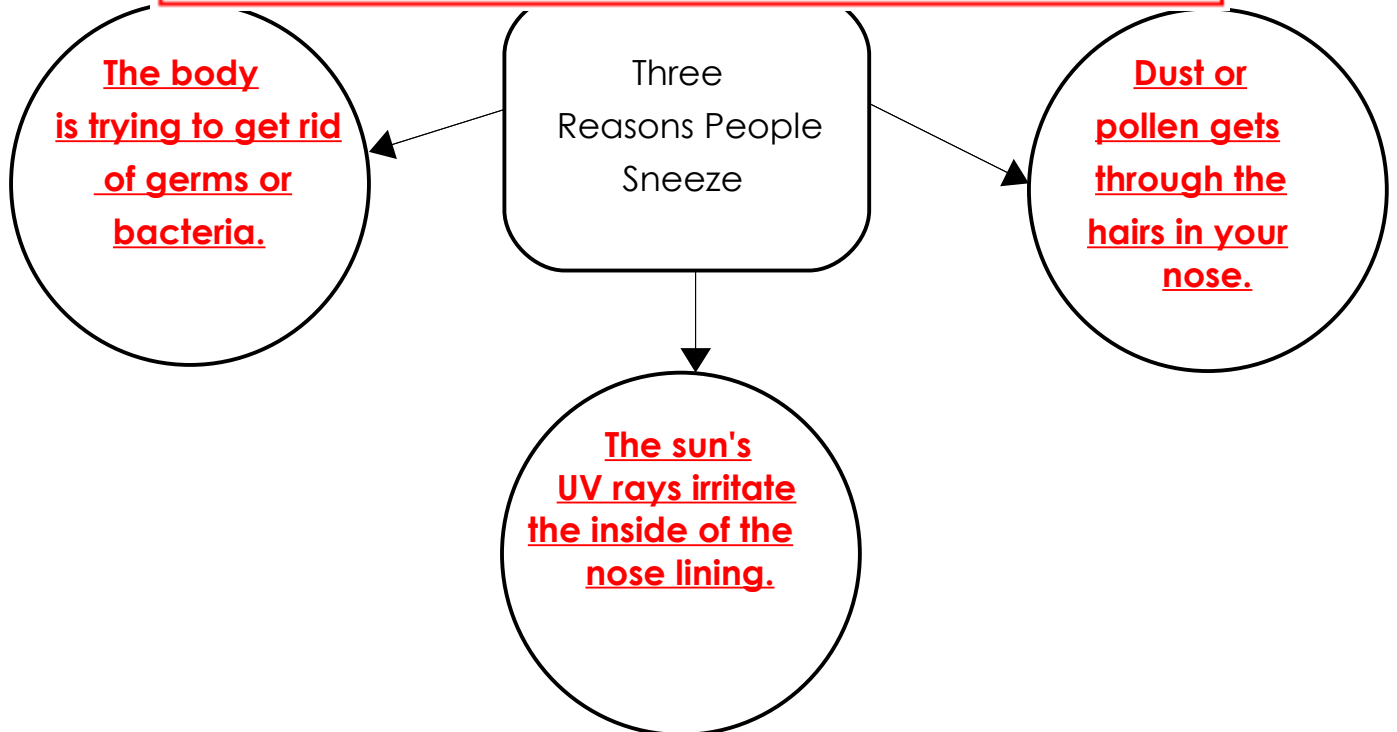 Three
Reasons People
Sneeze
The body
is trying to get rid
of germs or
bacteria.
Dust or
pollen gets
through the
hairs in your
nose.
The sun's
UV rays irritate
the inside of the
nose lining.